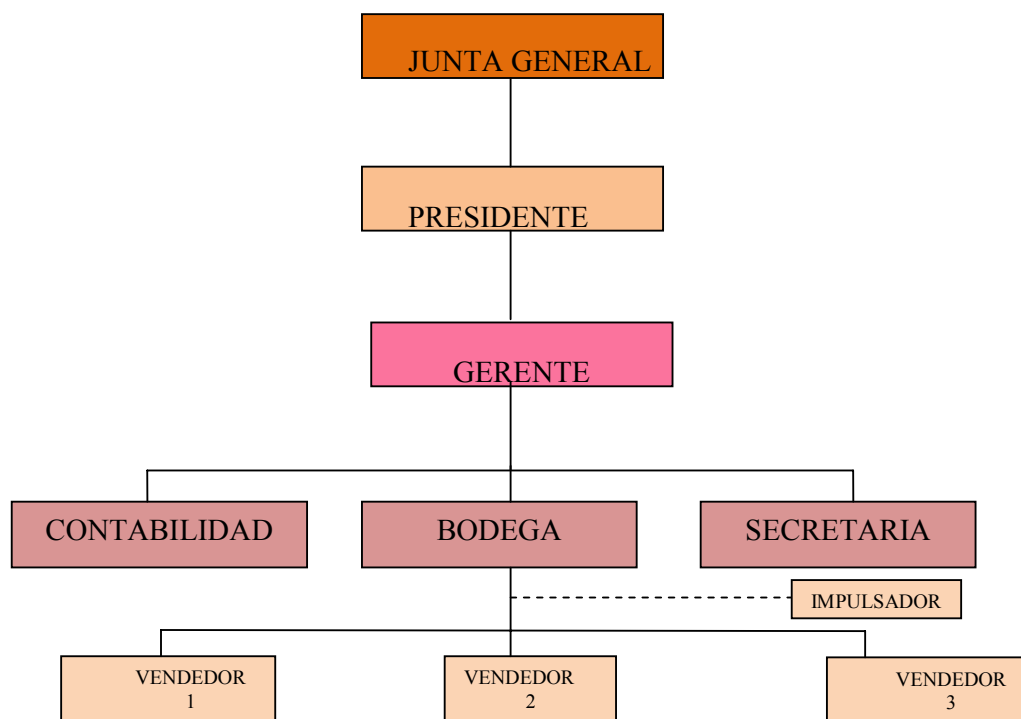 JUNTA GENERAL
PRESIDENTE
GERENTE
CONTABILIDAD
BODEGA
SECRETARIA
IMPULSADOR
VENDEDOR
1
VENDEDOR
2
VENDEDOR
3